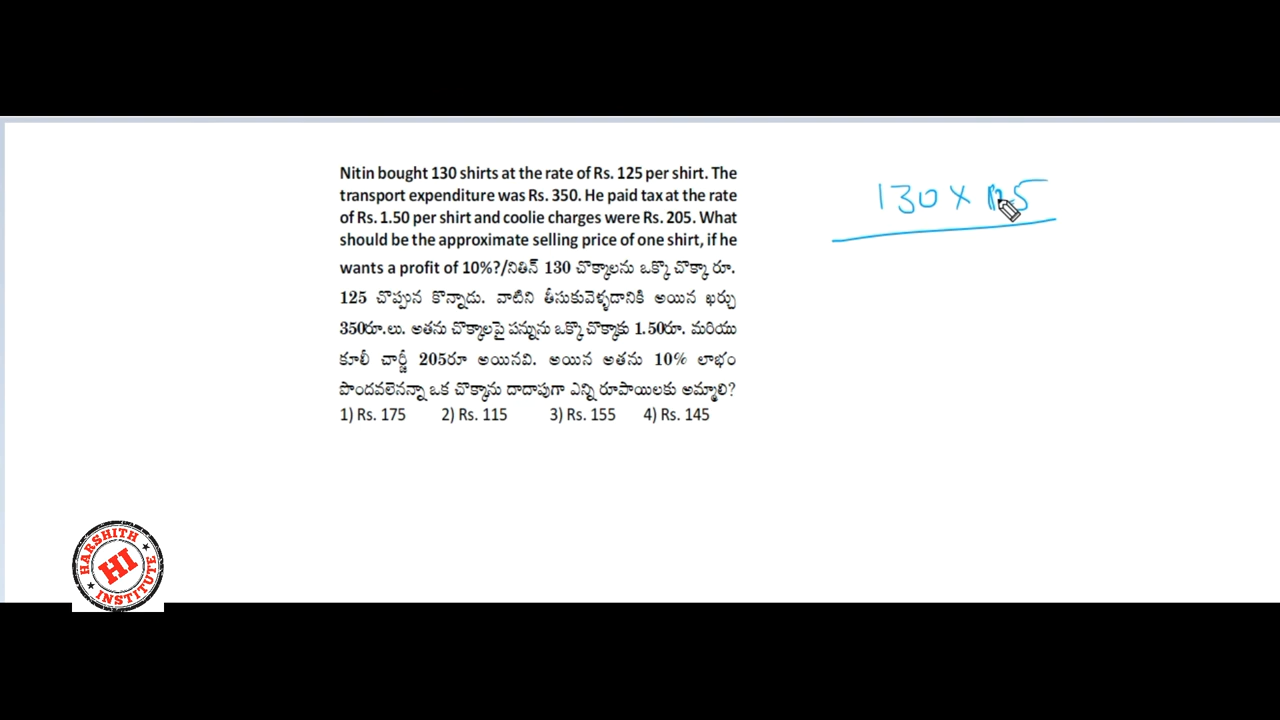 Nitin bought 130 shirts at the rate of Rs. 125 per shirt. The
transport expenditure was Rs. 350. He paid tax at the rate
of Rs. 1.50 per shirt and coolie charges were Rs. 205. What
should be the approximate selling price of one shirt, if he
wants a profit of 10%?/నితిన్ 130 చొక్కాలను ఒక్కొ చొక్కా రూ.
125 చొప్పున కొన్నాడు. వాటిని తీసుకువెళ్ళడానికి అయిన ఖర్చు
350రూ.లు. అతను చొక్కాలపై పన్నును ఒక్కొ చొక్కాకు 1.50రూ. మరియు
కూలీ చార్జీ 205రూ అయినవి. అయిన అతను 10% లాభం
పొందవలెనన్నా ఒక చొక్కాను దాదాపుగా ఎన్ని రూపాయిలకు అమ్మాలి?
1) Rs. 175 2) Rs. 115 3) Rs. 155 4) Rs. 145
130 ×
HARSHITH
HI
INSTITUTE